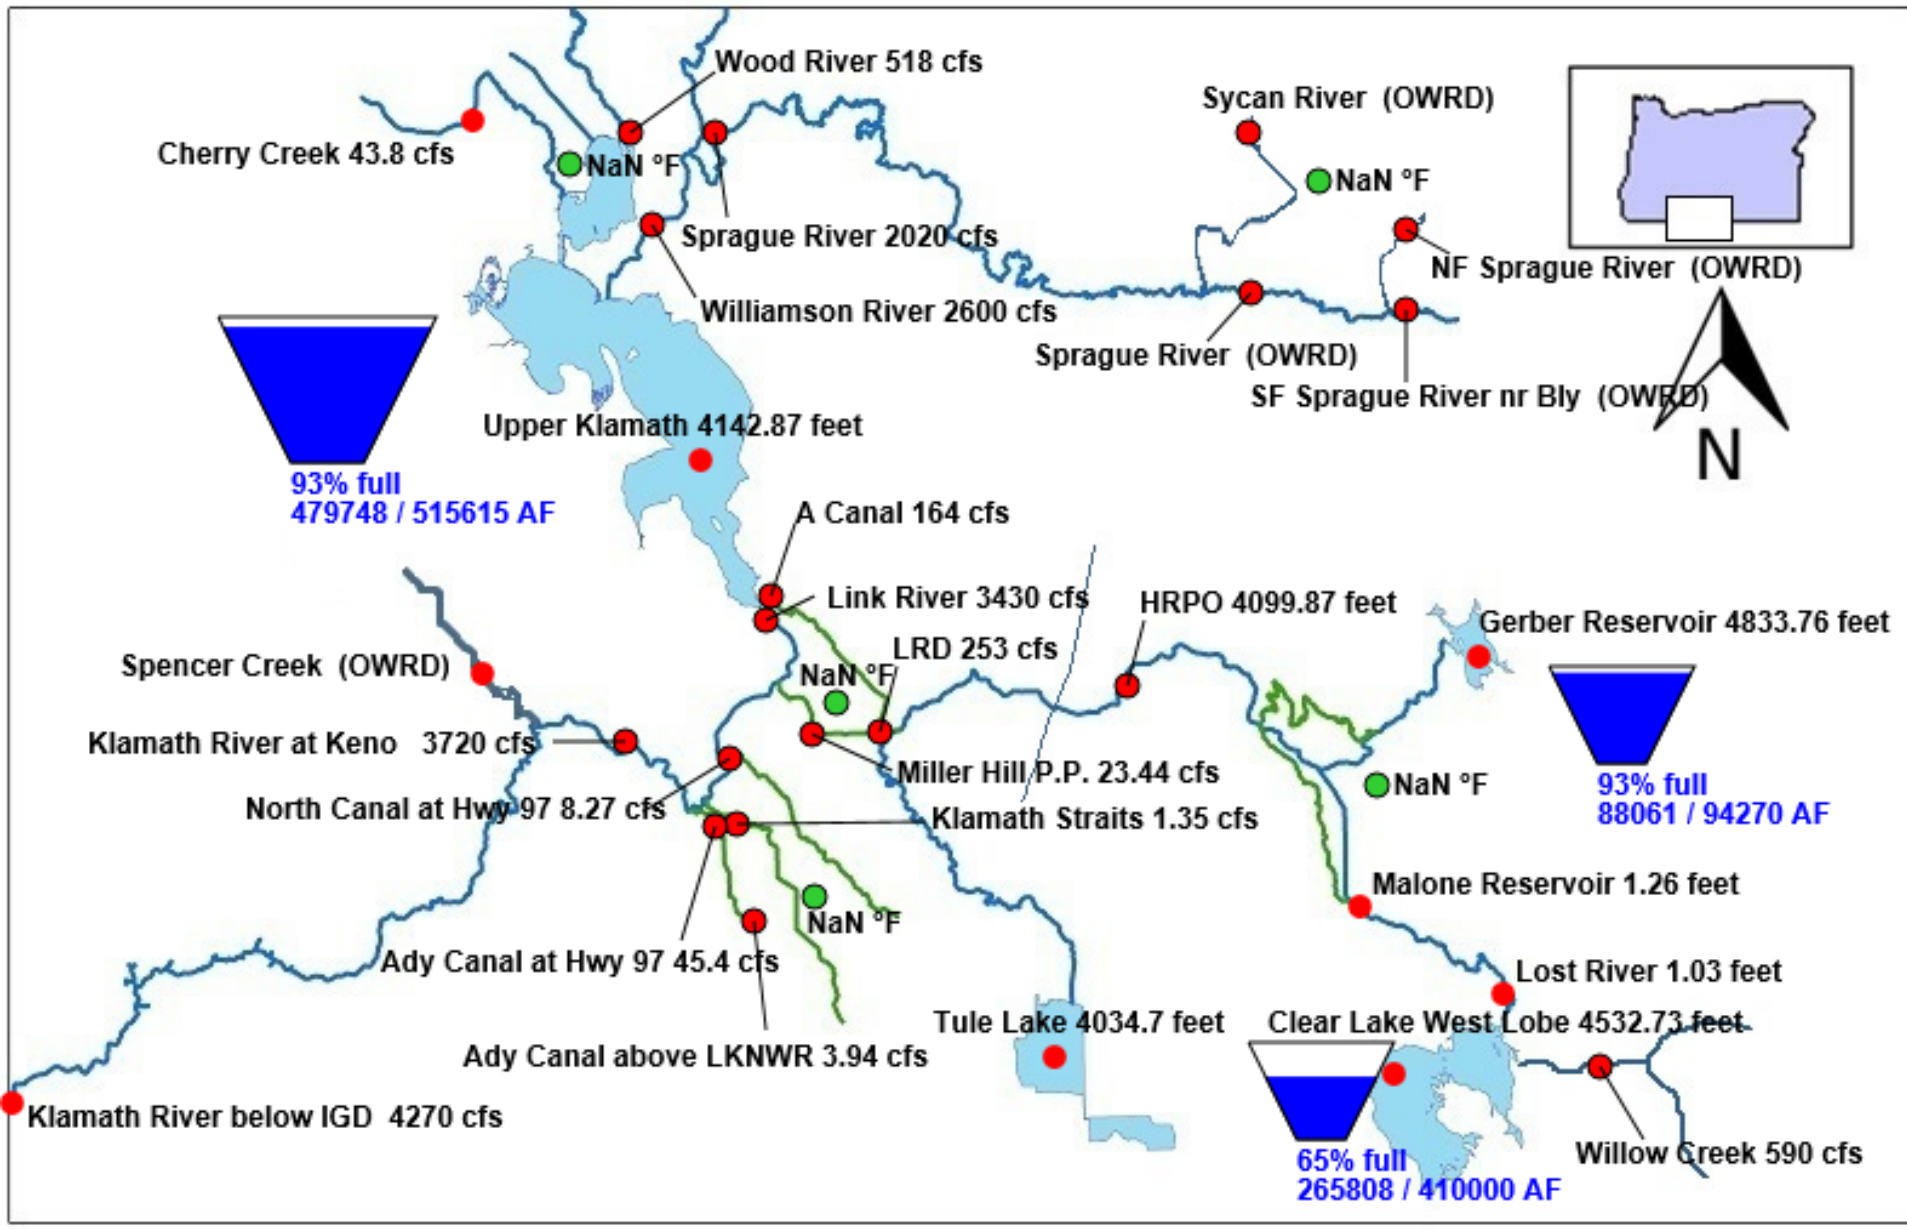 Wood River 518 cfs
Sycan River (OWRD)
Cherry Creek 43.8 cfs
NaN °F
NaN °F
Sprague River 2020 cfs
NF Sprague River (OWRD)
Williamson River 2600 cfs
Sprague River (OWRD)
SF Sprague River nr Bly (OWRD)
N
Upper Klamath 4142.87 feet
93% full
479748 / 515615 AF
A Canal 164 cfs
Link River 3430 cfs
HRPO 4099.87 feet
Gerber Reservoir 4833.76 feet
LRD 253 cfs
Spencer Creek (OWRD)
NaN °F
Klamath River at Keno 3720 cfs
Miller Hill P.P. 23.44 cfs
NaN °F
93% full
88061 / 94270 AF
North Canal at Hwy 97 8.27 cfs
Klamath Straits 1.35 cfs
Malone Reservoir 1.26 feet
NaN °F
Ady Canal at Hwy 97 45.4 cfs
Lost River 1.03 feet
Tule Lake 4034.7 feet
Clear Lake West Lobe 4532.73 feet
Ady Canal above LKNWR 3.94 cfs
Klamath River below IGD 4270 cfs
Willow Creek 590 cfs
65% full
265808 / 410000 AF